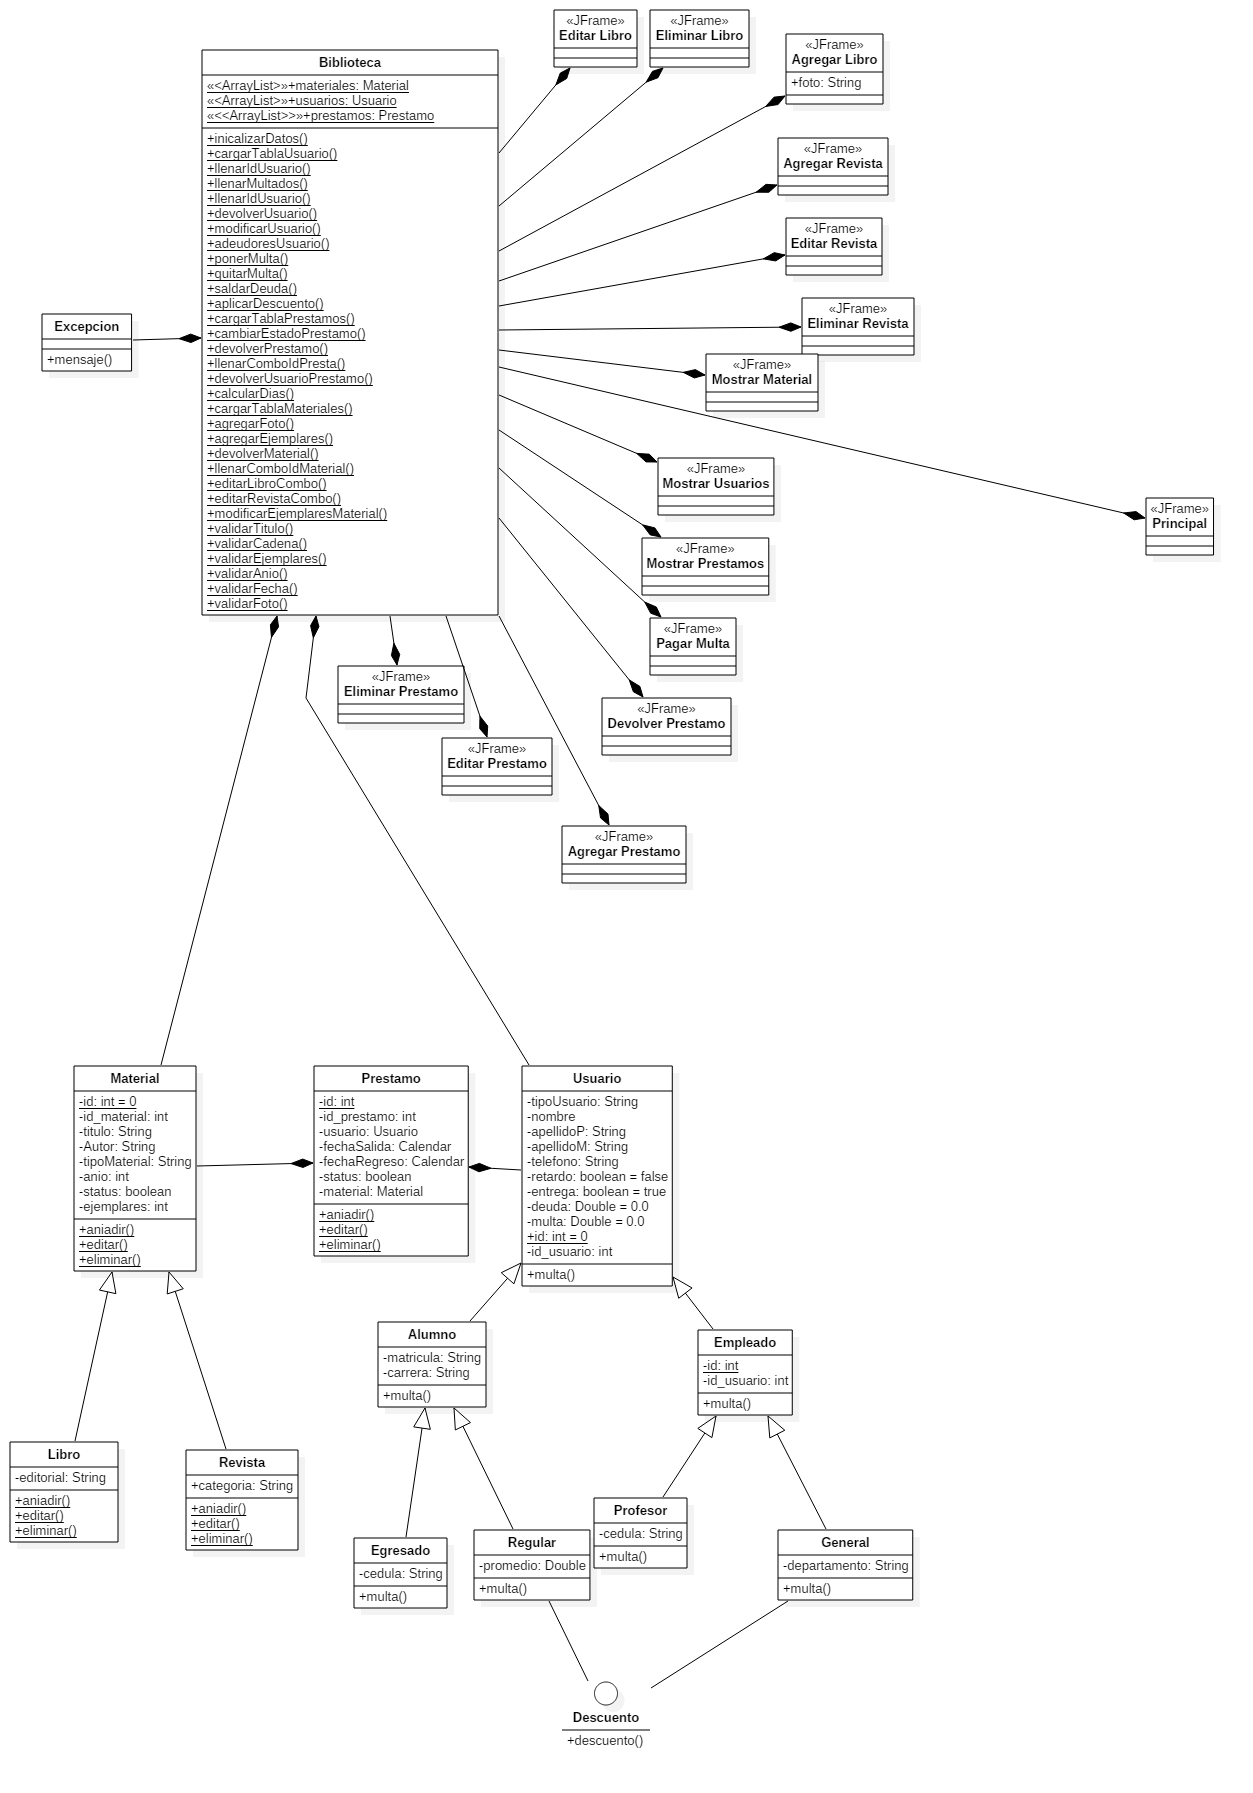 Biblioteca
«<ArrayList>»+materiales: Material
«<ArrayList>»+usuarios: Usuario
«<<ArrayList>>»+prestamos: Prestamo
+inicalizarDatos()
+cargarTablaUsuario()
+llenarIdUsuario()
+llenarMultados()
+llenarIdUsuario()
+devolverUsuario()
+modificarUsuario()
+adeudoresUsuario()
+ponerMulta()
+quitarMulta()
+saldarDeuda()
+aplicarDescuento()
+cargarTablaPrestamos()
+cambiarEstadoPrestamo()
+devolverPrestamo()
+llenarComboIdPresta()
+devolverUsuarioPrestamo()
+calcularDias()
+cargarTablaMateriales()
+agregarFoto()
+agregarEjemplares()
+devolverMaterial()
+llenarComboIdMaterial()
+editarLibroCombo()
+editarRevistaCombo()
+modificarEjemplaresMaterial()
+validarTitulo()
+validarCadena()
+validarEjemplares()
+validarAnio()
+validarFecha()
+validarFoto()
Excepcion
+mensaje()
«JFrame»
Editar Libro
«JFrame»
Eliminar Libro
«JFrame»
Agregar Libro
+foto: String
«JFrame»
Agregar Revista
«JFrame»
Editar Revista
«JFrame»
Eliminar Revista
«JFrame»
Mostrar Material
«JFrame»
Mostrar Usuarios
«JFrame»
Principal
«JFrame»
Mostrar Prestamos
«JFrame»
Pagar Multa
«JFrame»
Devolver Prestamo
«JFrame»
Eliminar Prestamo
«JFrame»
Editar Prestamo
«JFrame»
Agregar Prestamo
Material
-id: int = 0
-id_material: int
-titulo: String
-Autor: String
-tipoMaterial: String
-anio: int
-status: boolean
-ejemplares: int
+aniadir()
+editar()
+eliminar()
Prestamo
-id: int
-id_prestamo: int
-usuario: Usuario
-fechaSalida: Calendar
-fechaRegreso: Calendar
-status: boolean
-material: Material
+aniadir()
+editar()
+eliminar()
Usuario
-tipoUsuario: String
-nombre
-apellidoP: String
-apellidoM: String
-telefono: String
-retardo: boolean = false
-entrega: boolean = true
-deuda: Double = 0.0
-multa: Double = 0.0
+id: int = 0
-id_usuario: int
+multa()
Alumno
-matricula: String
-carrera: String
+multa()
Empleado
-id: int
-id_usuario: int
+multa()
Libro
-editorial: String
+aniadir()
+editar()
+eliminar()
Revista
+categoria: String
+aniadir()
+editar()
+eliminar()
Egresado
-cedula: String
+multa()
Regular
-promedio: Double
+multa()
Profesor
-cedula: String
+multa()
General
-departamento: String
+multa()
Descuento
+descuento()